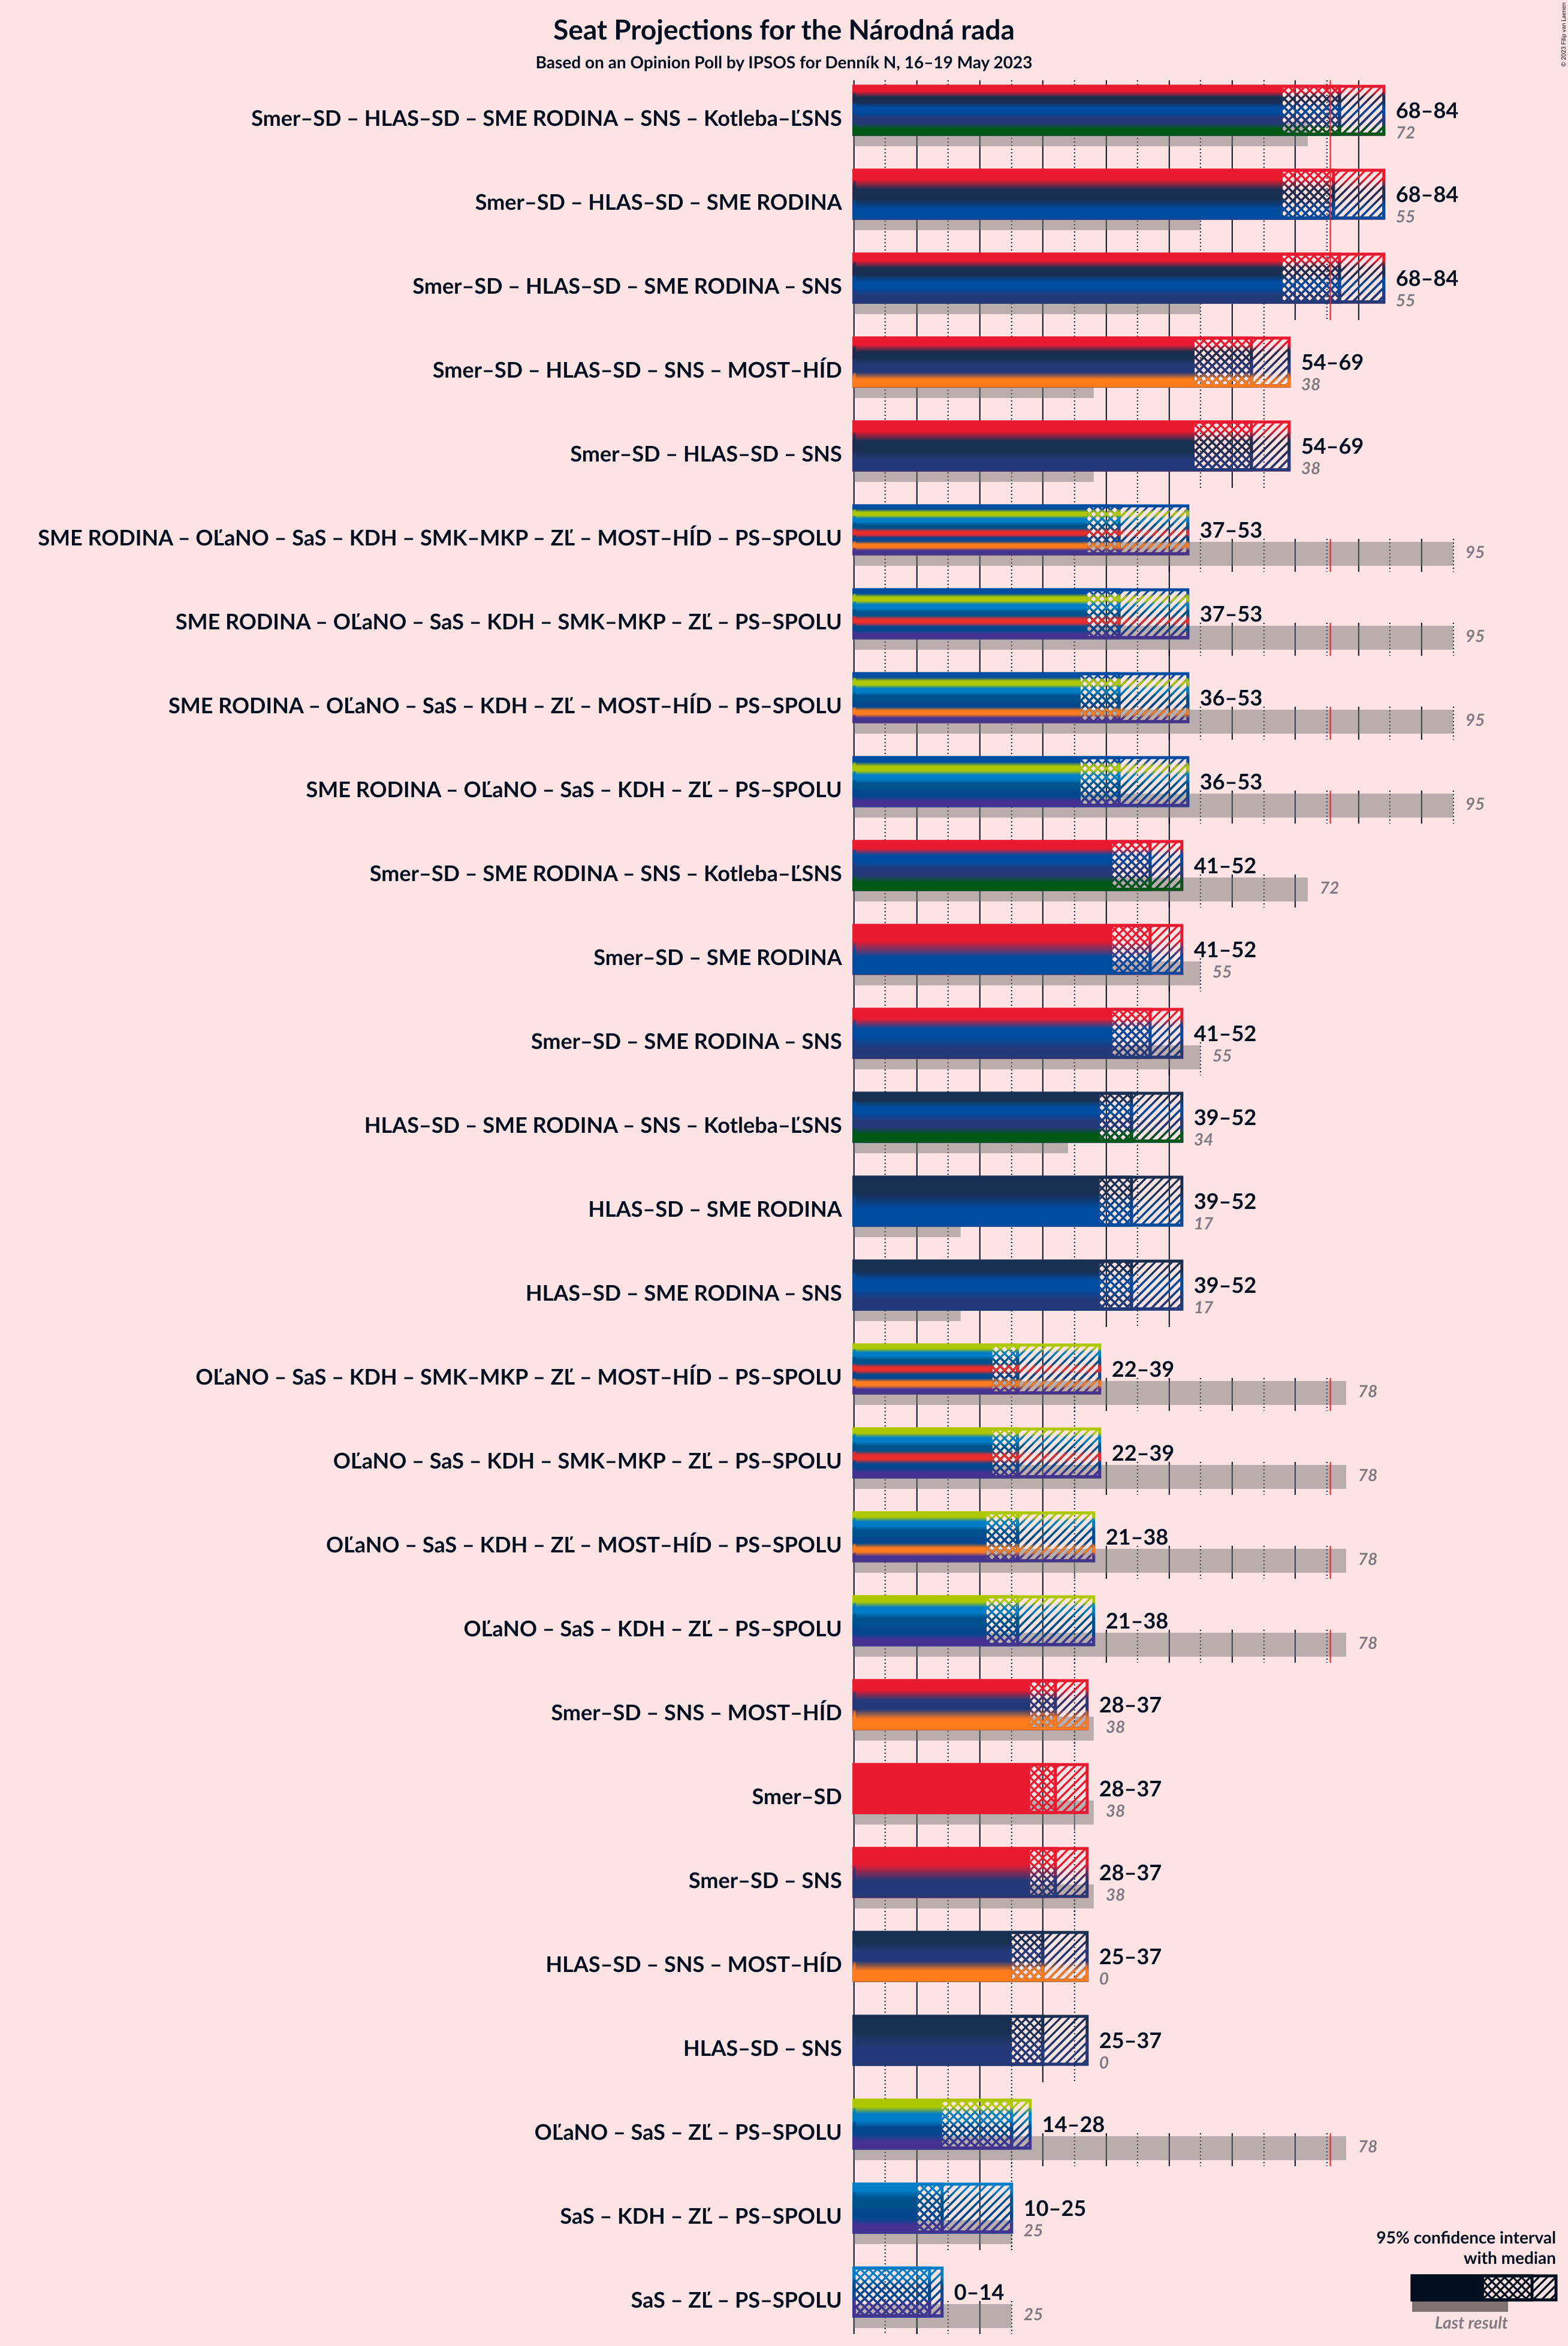 Seat Projections for the Národná rada
Based on an Opinion Poll by IPSOS for Denník N, 16–19 May 2023
© 2023 Filip van Laenen
Smer–SD – HLAS–SD – SME RODINA – SNS – Kotleba–ĽSNS
68–84
72
Smer–SD – HLAS–SD – SME RODINA
68–84
55
Smer–SD – HLAS–SD – SME RODINA – SNS
68–84
55
Smer–SD – HLAS–SD – SNS – MOST–HÍD
54–69
38
Smer–SD – HLAS–SD – SNS
54–69
38
SME RODINA – OĽaNO – SaS – KDH – SMK–MKP – ZĽ – MOST–HÍD – PS–SPOLU
37–53
95
SME RODINA – OĽaNO – SaS – KDH – SMK–MKP – ZĽ – PS–SPOLU
37–53
95
SME RODINA – OĽaNO – SaS – KDH – ZĽ – MOST–HÍD – PS–SPOLU
36–53
95
SME RODINA – OĽaNO – SaS – KDH – ZĽ – PS–SPOLU
36–53
95
Smer–SD – SME RODINA – SNS – Kotleba–ĽSNS
41–52
72
Smer–SD – SME RODINA
41–52
55
Smer–SD – SME RODINA – SNS
41–52
55
HLAS–SD – SME RODINA – SNS – Kotleba–ĽSNS
39–52
34
HLAS–SD – SME RODINA
39–52
17
HLAS–SD – SME RODINA – SNS
39–52
17
OĽaNO – SaS – KDH – SMK–MKP – ZĽ – MOST–HÍD – PS–SPOLU
22–39
78
OĽaNO – SaS – KDH – SMK–MKP – ZĽ – PS–SPOLU
22–39
78
OĽaNO – SaS – KDH – ZĽ – MOST–HÍD – PS–SPOLU
21–38
78
OĽaNO – SaS – KDH – ZĽ – PS–SPOLU
21–38
78
Smer–SD – SNS – MOST–HÍD
28–37
38
Smer–SD
28–37
38
Smer–SD – SNS
28–37
38
HLAS–SD – SNS – MOST–HÍD
25–37
0
HLAS–SD – SNS
25–37
0
OĽaNO – SaS – ZĽ – PS–SPOLU
14–28
78
SaS – KDH – ZĽ – PS–SPOLU
10–25
25
SaS – ZĽ – PS–SPOLU
0–14
25
95% confidence interval
with median
Last result